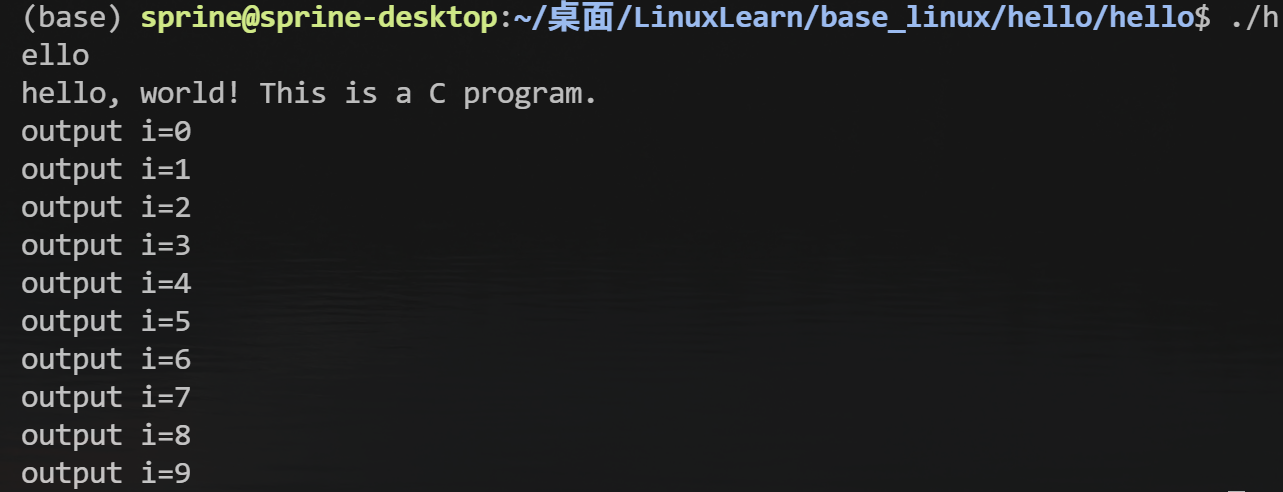 (base) sprine@sprine-desktop:~/桌面/LinuxLearn/base_linux/hello/hello$ ./h
ello
hello, world! This is a C program.
output i=0
output i=1
output i=2
output i=3
output i=4
output i=5
output i=6
output i=7
output i=8
output i=9